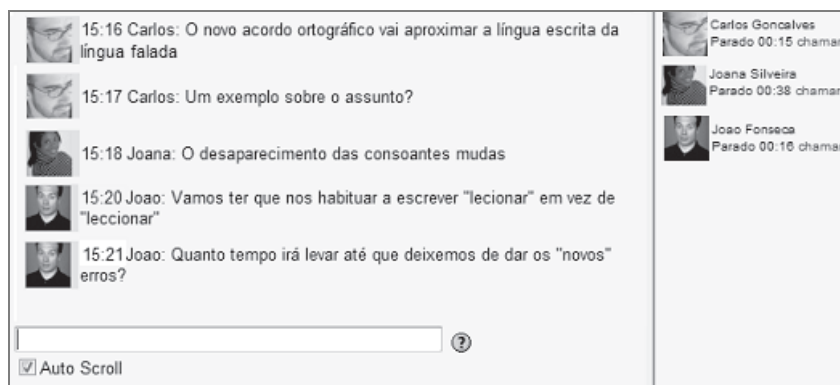 15:16 Carlos: O novo acordo ortográfico vai aproximar a língua escrita da
língua falada
15:17 Carlos: Um exemplo sobre o assunto?
15:18 Joana: O desaparecimento das consoantes mudas
15:20 Joao: Vamos ter que nos habituar a escrever "lecionar" em vez de
"leccionar"
15:21 Joao: Quanto tempo irá levar até que deixemos de dar os "novos"
erros?
?
Auto Scroll
Carlos Goncalves
Parado 00:15 chamar
Joana Silveira
Parado 00:38 chamar
Joao Fonseca
Parado 00:16 chamar